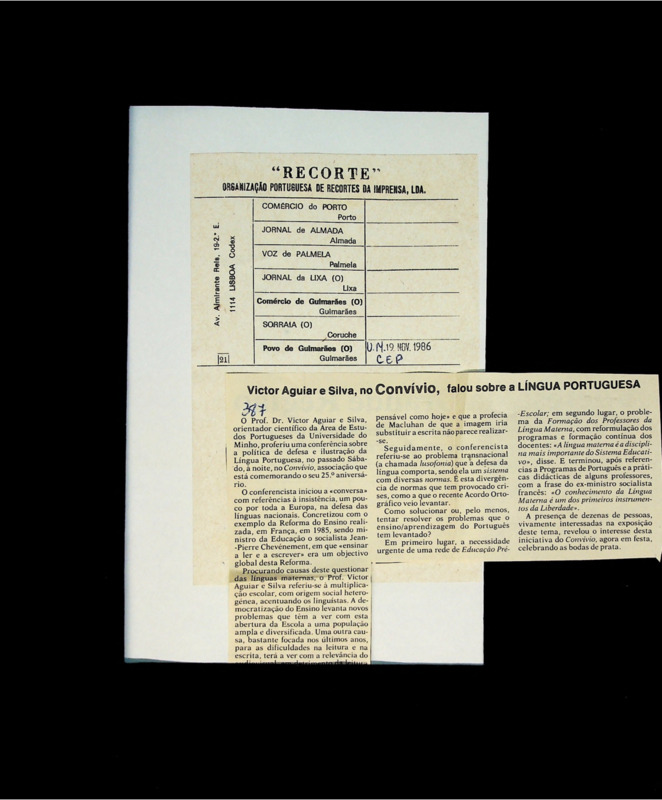 "RECORTE"
ORGANIZAÇÃO PORTUGUESA DE RECORTES DA IMPRENSA, LDA.
Av. Almirante Reis, 19-2.º E.
1114 LISBOA Codex
COMÉRCIO do PORTO
Porto
JORNAL de ALMADA
Almada
VOZ de PALMELA
Palmela
JORNAL da LIXA (O)
Lixa
Comércio de Guimarães (O)
Guimarães
SORRAIA (O)
Coruche
Povo de Guimarães (O)
Guimarães
U.M. 19 NOV. 1986
CEP
21
Victor Aguiar e Silva, no Convívio, falou sobre a LÍNGUA PORTUGUESA
387
O Prof. Dr. Victor Aguiar e Silva,
orientador científico da Área de Estu-
dos Portugueses da Universidade do
Minho, proferiu uma conferência sobre
a política de defesa e ilustração da
Língua Portuguesa, no passado Sába-
do, à noite, no Convívio, associação que
está comemorando o seu 25.º aniversá-
rio.
O conferencista iniciou a «conversa»
com referências à insistência, um pou-
co por toda a Europa, na defesa das
línguas nacionais. Concretizou com o
exemplo da Reforma do Ensino reali-
zada, em França, em 1985, sendo mi-
nistro da Educação o socialista Jean-
-Pierre Chevènement, em que «ensinar
a ler e a escrever» era um objectivo
global desta Reforma.
Procurando causas deste questionar
das línguas maternas, o Prof. Victor
Aguiar e Silva referiu-se à multiplica-
ção escolar, com origem social hetero-
génea, acentuando os linguistas. A de-
mocratização do Ensino levanta novos
problemas que têm a ver com esta
abertura da Escola a uma população
ampla e diversificada. Uma outra cau-
sa, bastante focada nos últimos anos,
para as dificuldades na leitura e na
escrita, terá a ver com a relevância do
audiovisual, em detrimento da leitura
pensável como hoje» e que a profecia
de Macluhan de que a imagem iria
substituir a escrita não parece realizar-
-se.
Seguidamente, o conferencista
referiu-se ao problema transnacional
(a chamada lusofonia) que a defesa da
língua comporta, sendo ela um sistema
com diversas normas. E esta divergên-
cia de normas que tem provocado cri-
ses, como a que o recente Acordo Orto-
gráfico veio levantar.
Como solucionar ou, pelo menos,
tentar resolver os problemas que o
ensino/aprendizagem do Português
tem levantado?
Em primeiro lugar, a necessidade
urgente de uma rede de Educação Pré-
-Escolar; em segundo lugar, o proble-
ma da Formação dos Professores da
Língua Materna, com reformulação dos
programas e formação contínua dos
docentes: «A língua materna é a discipli-
na mais importante do Sistema Educati-
vo», disse. E terminou, após referên-
cias a Programas de Português e a práti-
cas didácticas de alguns professores,
com a frase do ex-ministro socialista
francês: «O conhecimento da Língua
Materna é um dos primeiros instrumen-
tos da Liberdade».
A presença de dezenas de pessoas,
vivamente interessadas na exposição
deste tema, revelou o interesse desta
iniciativa do Convívio, agora em festa,
celebrando as bodas de prata.